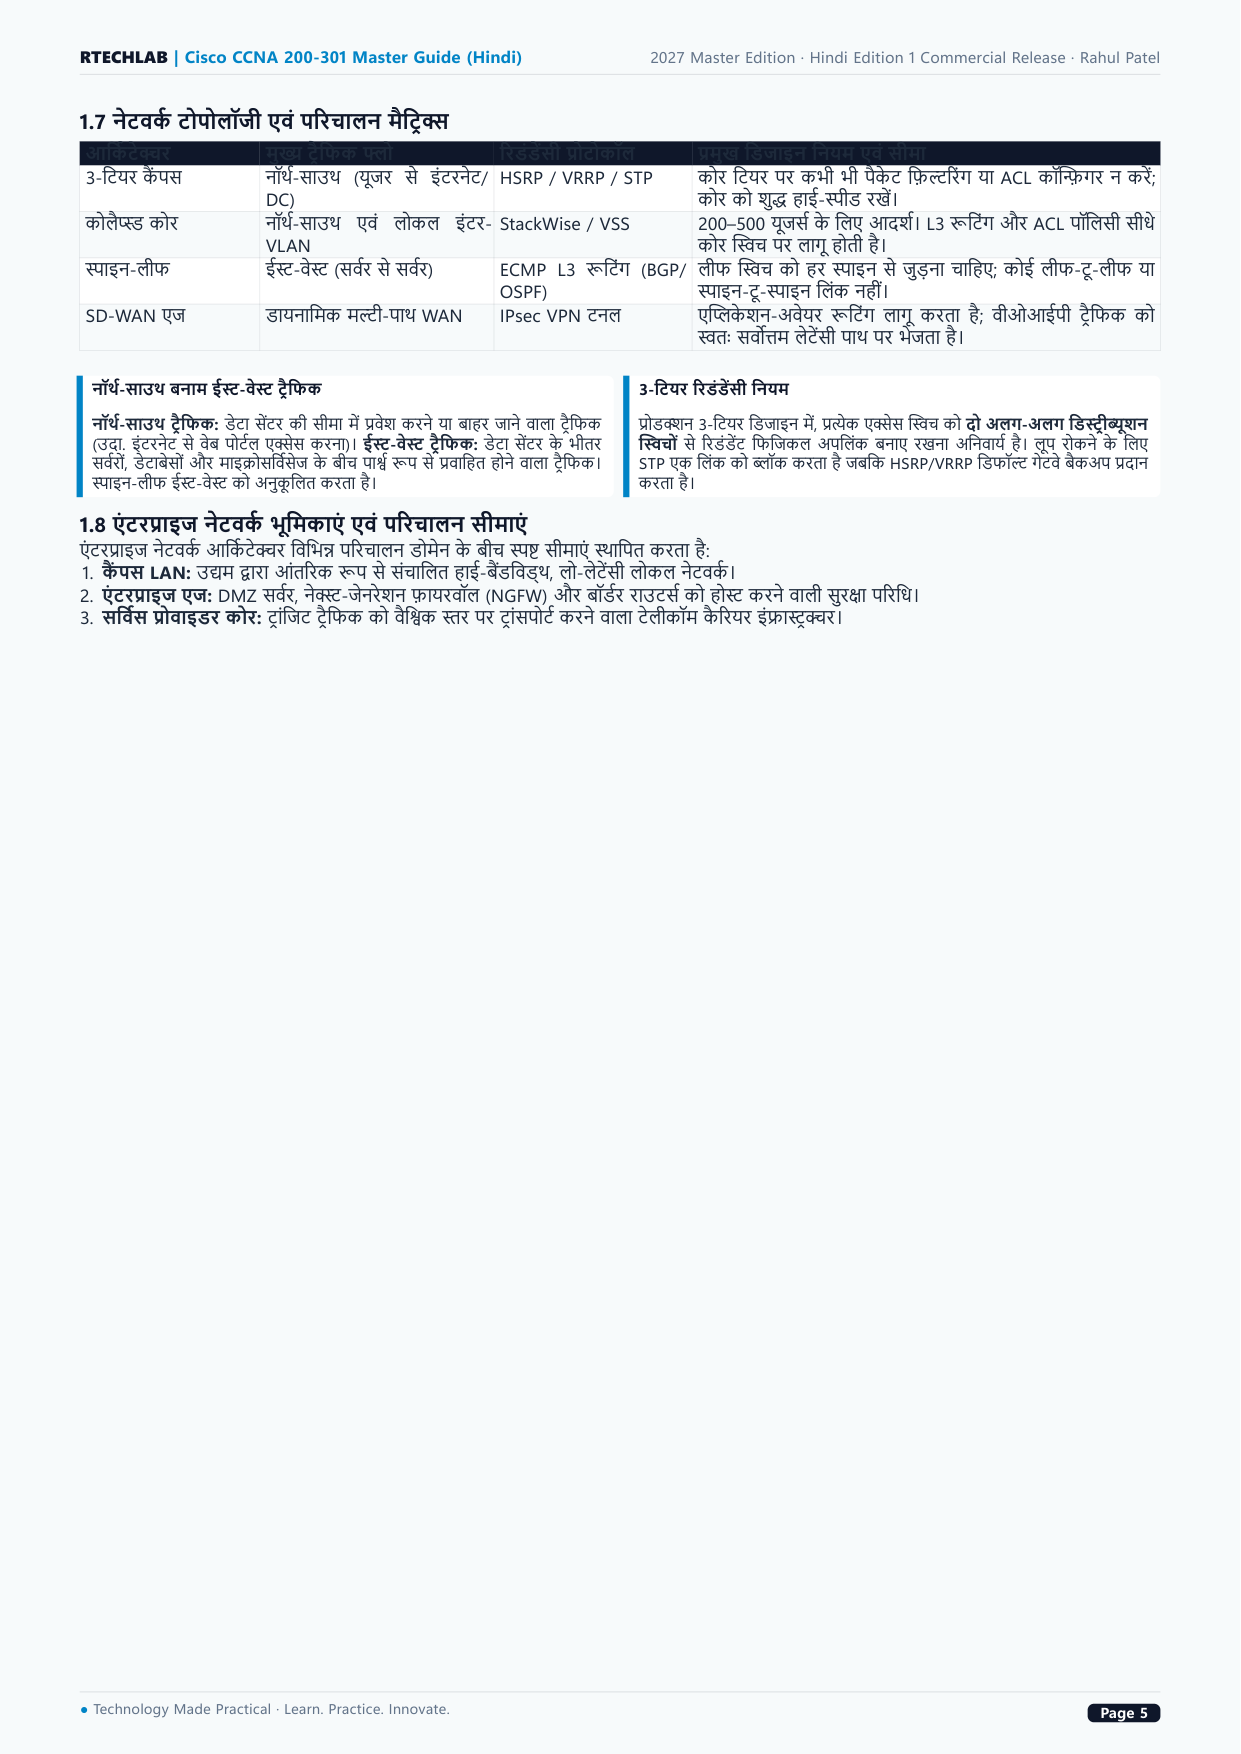 RTECHLAB | Cisco CCNA 200-301 Master Guide (Hindi)
2027 Master Edition · Hindi Edition 1 Commercial Release · Rahul Patel
1.7 नेटवर्क टोपोलॉजी एवं परिचालन मैट्रिक्स
आर्किटेक्चर मुख्य ट्रैफिक फ्लो रिडंडेंसी प्रोटोकॉल प्रमुख डिजाइन नियम एवं सीमा
3-टियर कैंपस नॉर्थ-साउथ (यूजर से इंटरनेट/ HSRP / VRRP / STP कोर टियर पर कभी भी पैकेट फ़िल्टरिंग या ACL कॉन्फ़िगर न करें;
DC) कोर को शुद्ध हाई-स्पीड रखें।
कोलैप्स्ड कोर नॉर्थ-साउथ एवं लोकल इंटर- StackWise / VSS 200–500 यूजर्स के लिए आदर्श। L3 रूटिंग और ACL पॉलिसी सीधे
VLAN कोर स्विच पर लागू होती है।
स्पाइन-लीफ ईस्ट-वेस्ट (सर्वर से सर्वर) ECMP L3 रूटिंग (BGP/ लीफ स्विच को हर स्पाइन से जुड़ना चाहिए; कोई लीफ-टू-लीफ या
OSPF) स्पाइन-टू-स्पाइन लिंक नहीं।
SD-WAN एज डायनामिक मल्टी-पाथ WAN IPsec VPN टनल एप्लिकेशन-अवेयर रूटिंग लागू करता है; वीओआईपी ट्रैफिक को
स्वतः सर्वोत्तम लेटेंसी पाथ पर भेजता है।
नॉर्थ-साउथ बनाम ईस्ट-वेस्ट ट्रैफिक
नॉर्थ-साउथ ट्रैफिक: डेटा सेंटर की सीमा में प्रवेश करने या बाहर जाने वाला ट्रैफिक
(उदा. इंटरनेट से वेब पोर्टल एक्सेस करना)। ईस्ट-वेस्ट ट्रैफिक: डेटा सेंटर के भीतर
सर्वरों, डेटाबेसों और माइक्रोसर्विसेज के बीच पार्श्व रूप से प्रवाहित होने वाला ट्रैफिक।
स्पाइन-लीफ ईस्ट-वेस्ट को अनुकूलित करता है।
3-टियर रिडंडेंसी नियम
प्रोडक्शन 3-टियर डिजाइन में, प्रत्येक एक्सेस स्विच को दो अलग-अलग डिस्ट्रीब्यूशन
स्विचों से रिडंडेंट फिजिकल अपलिंक बनाए रखना अनिवार्य है। लूप रोकने के लिए
STP एक लिंक को ब्लॉक करता है जबकि HSRP/VRRP डिफॉल्ट गेटवे बैकअप प्रदान
करता है।
1.8 एंटरप्राइज नेटवर्क भूमिकाएं एवं परिचालन सीमाएं
एंटरप्राइज नेटवर्क आर्किटेक्चर विभिन्न परिचालन डोमेन के बीच स्पष्ट सीमाएं स्थापित करता है:
1. कैंपस LAN: उद्यम द्वारा आंतरिक रूप से संचालित हाई-बैंडविड्थ, लो-लेटेंसी लोकल नेटवर्क।
2. एंटरप्राइज एज: DMZ सर्वर, नेक्स्ट-जेनरेशन फ़ायरवॉल (NGFW) और बॉर्डर राउटर्स को होस्ट करने वाली सुरक्षा परिधि।
3. सर्विस प्रोवाइडर कोर: ट्रांजिट ट्रैफिक को वैश्विक स्तर पर ट्रांसपोर्ट करने वाला टेलीकॉम कैरियर इंफ्रास्ट्रक्चर।
• Technology Made Practical · Learn. Practice. Innovate.
Page 5